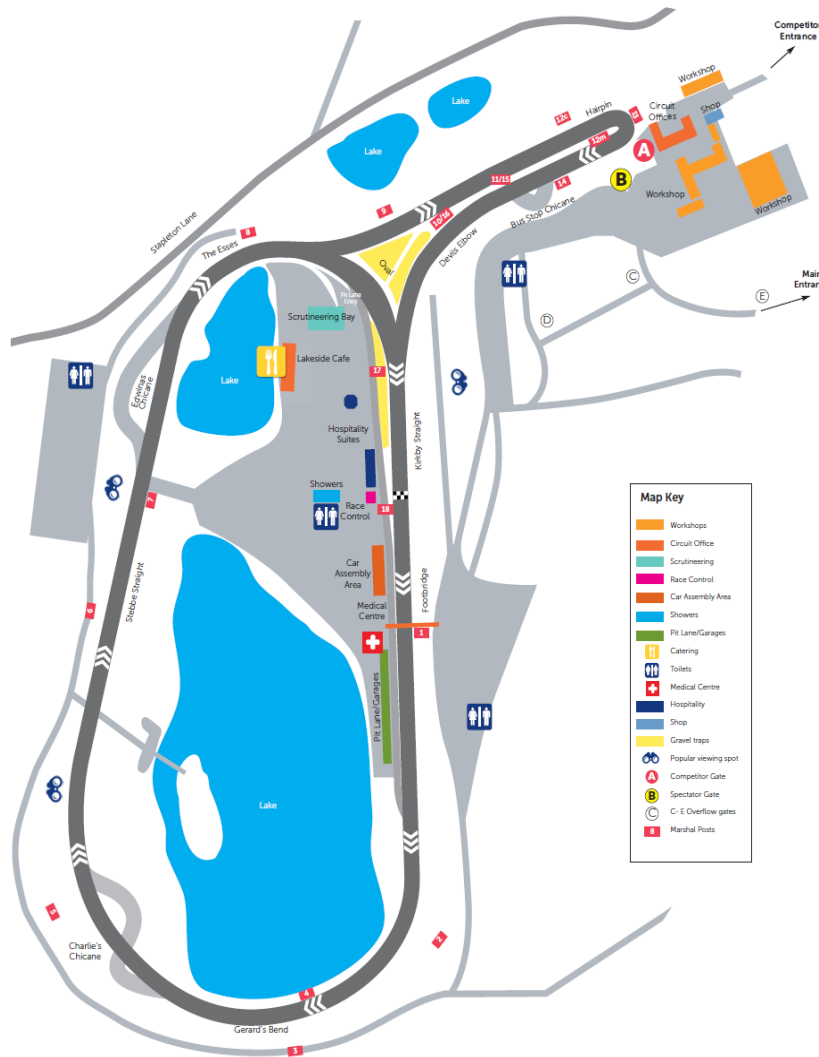 Competitor
Entrance
Workshop
Lake
Hairpin
12c
13
Circuit
Offices
Shop
Lake
12m
A
11/15
14
B
Workshop
Workshop
9
10/16
Bus Stop Chicane
Stapleton Lane
8
The Esses
Devils Elbow
Oval
C
Main
Entran
E
Pit Lane
Entry
D
Scrutineering Bay
Lakeside Cafe
17
Lake
Edwinas
Chicane
Hospitality
Suites
Kirkby Straight
Showers
7
Race
Control
18
Map Key
Workshops
Circuit Office
Scrutineering
Race Control
Car Assembly Area
Showers
Pit Lane/Garages
Catering
Toilets
Medical Centre
Hospitality
Shop
Gravel traps
Popular viewing spot
A Competitor Gate
B Spectator Gate
C C- E Overflow gates
8 Marshal Posts
Car
Assembly
Area
Stebbe Straight
Footbridge
6
Medical
Centre
1
Pit Lane/Garages
Lake
5
2
Charlie's
Chicane
4
Gerard's Bend
3